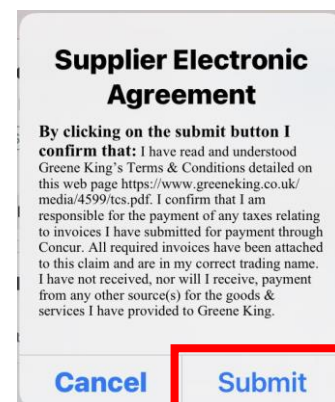 Supplier Electronic
Agreement
By clicking on the
submit button I
confirm that: I have
read and understood
Greene King's Terms &
Conditions detailed on
this web page https://www.greeneking.co.uk/
media/4599/tcs.pdf. I confirm that I am
responsible for the payment of any taxes relating
to invoices I have submitted for payment through
Concur. All required invoices have been attached
to this claim and are in my correct trading name.
I have not received, nor will I receive, payment
from any other source(s) for the goods &
services I have provided to Greene King.
Cancel
Submit